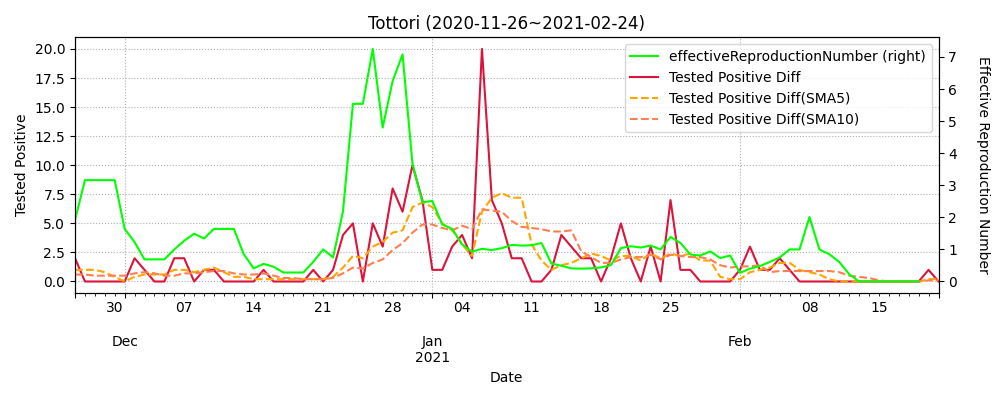 Tottori (2020-11-26~2021-02-24)
effectiveReproductionNumber (right)
Tested Positive Diff
Tested Positive Diff(SMA5)
Tested Positive Diff(SMA10)
Tested Positive
20.0
17.5
15.0
12.5
10.0
7.5
5.0
2.5
0.0
7
6
5
4
3
2
1
0
Effective Reproduction Number
30 07 14 21 28 04 11 18 25 08 15
Dec Jan Feb
2021
Date